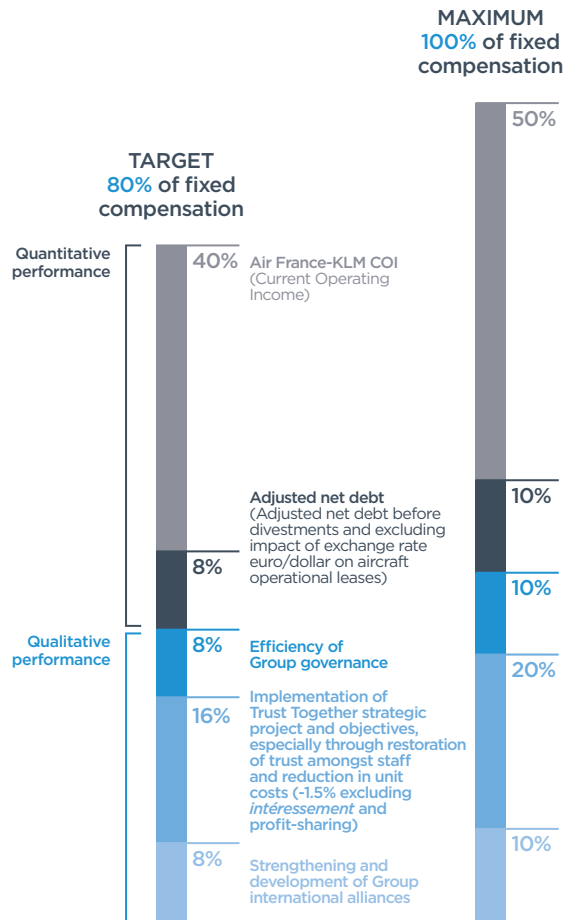 MAXIMUM
100% of fixed
compensation
50%
TARGET
80% of fixed
compensation
Quantitative
performance
40%
Air France-KLM COI
(Current Operating
Income)
Adjusted net debt
(Adjusted net debt before
divestments and excluding
impact of exchange rate
euro/dollar on aircraft
operational leases)
10%
8%
10%
Qualitative
performance
8%
Efficiency of
Group governance
20%
16%
Implementation of
Trust Together strategic
project and objectives,
especially through restoration
of trust amongst staff
and reduction in unit
costs (-1.5% excluding
intéressement and
profit-sharing)
10%
8%
Strengthening and
development of Group
international alliances